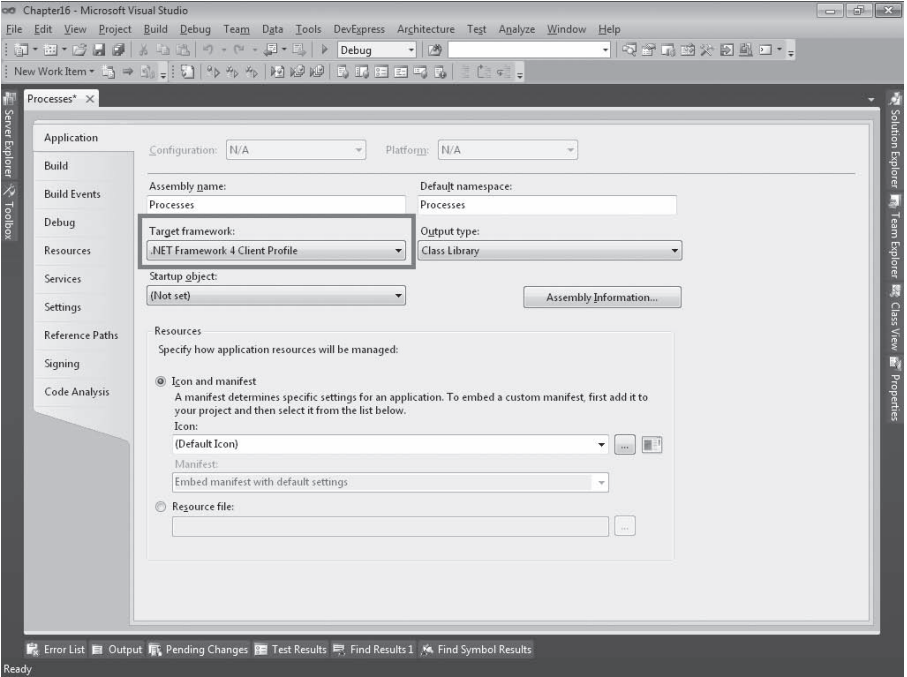 Chapter16 - Microsoft Visual Studio
File Edit View Project Build Debug Team Data Tools DevExpress Architecture Test Analyze Window Help
Debug
New Work Item
Processes*
Server Explorer
Toolbox
Solution Explorer
Team Explorer
Class View
Properties
Application
Build
Build Events
Debug
Resources
Services
Settings
Reference Paths
Signing
Code Analysis
Configuration: N/A Platform: N/A
Assembly name: Default namespace:
Processes Processes
Target framework: Output type:
.NET Framework 4 Client Profile Class Library
Startup object:
(Not set) Assembly Information...
Resources
Specify how application resources will be managed:
Icon and manifest
A manifest determines specific settings for an application. To embed a custom manifest, first add it to
your project and then select it from the list below.
Icon:
(Default Icon) ...
Manifest:
Embed manifest with default settings
Resource file:
...
Error List Output Pending Changes Test Results Find Results 1 Find Symbol Results
Ready